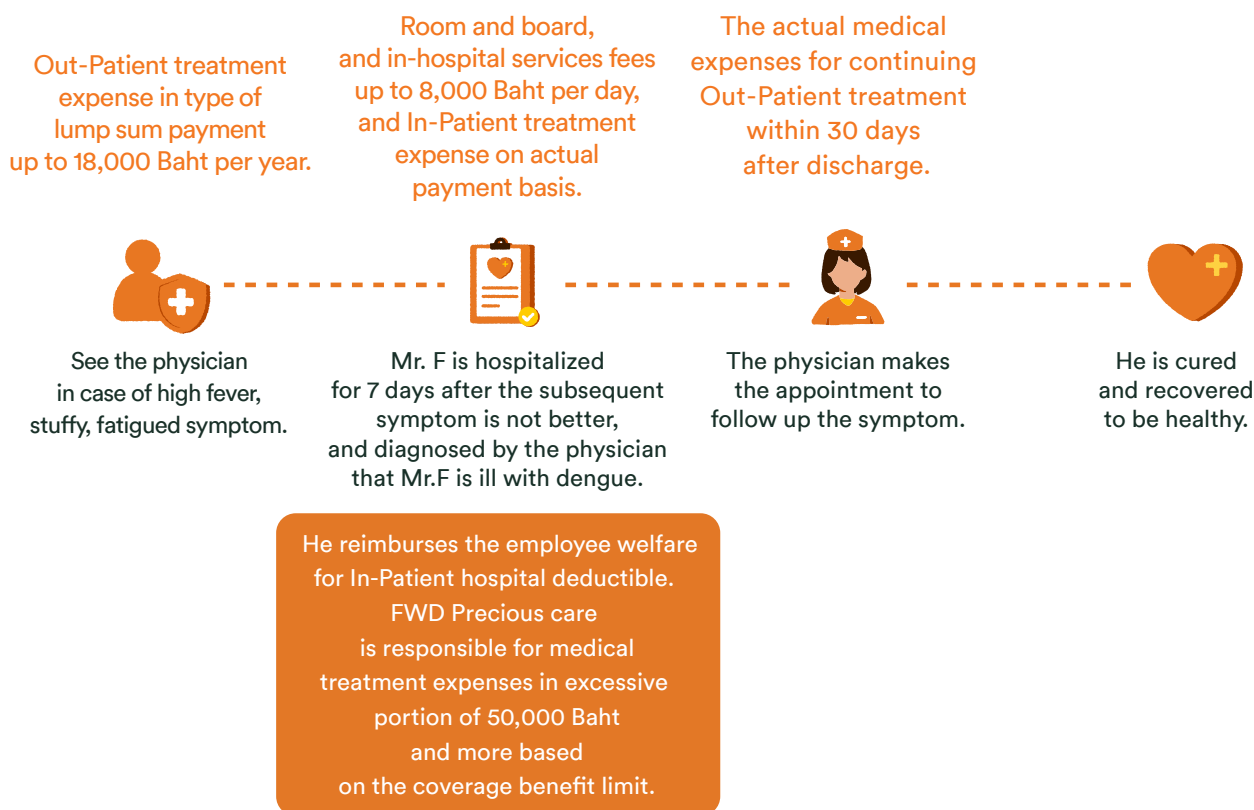 Out-Patient treatment
expense in type of
lump sum payment
up to 18,000 Baht per year.
Room and board,
and in-hospital services fees
up to 8,000 Baht per day,
and In-Patient treatment
expense on actual
payment basis.
The actual medical
expenses for continuing
Out-Patient treatment
within 30 days
after discharge.
See the physician
in case of high fever,
stuffy, fatigued symptom.
Mr. F is hospitalized
for 7 days after the subsequent
symptom is not better,
and diagnosed by the physician
that Mr.F is ill with dengue.
The physician makes
the appointment to
follow up the symptom.
He is cured
and recovered
to be healthy.
He reimburses the employee welfare
for In-Patient hospital deductible.
FWD Precious care
is responsible for medical
treatment expenses in excessive
portion of 50,000 Baht
and more based
on the coverage benefit limit.